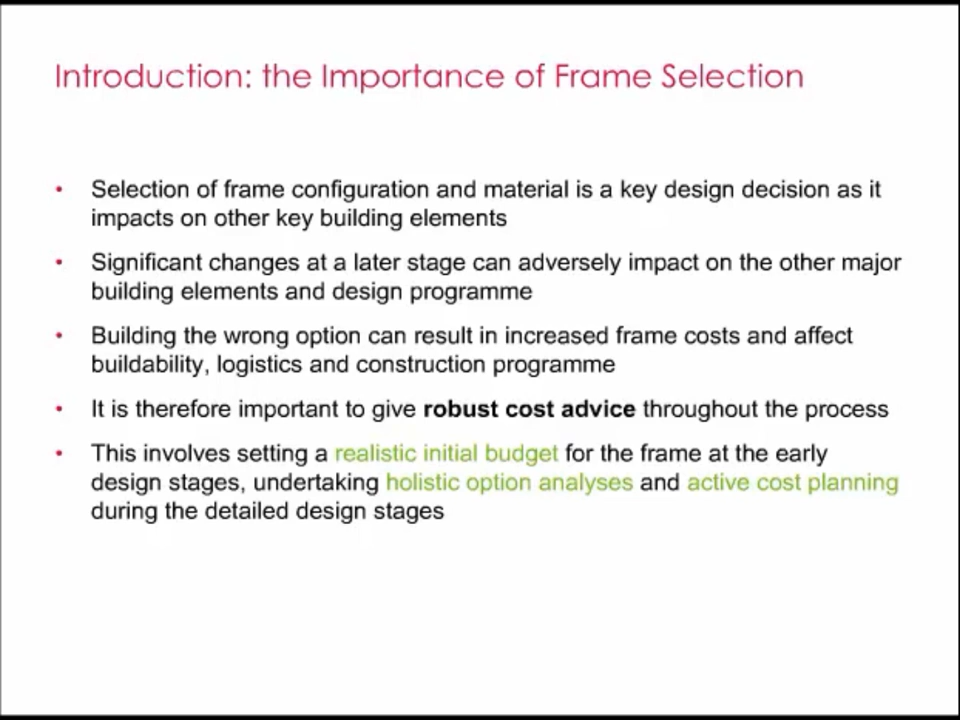 Introduction: the Importance of Frame Selection
• Selection of frame configuration and material is a key design decision as it
impacts on other key building elements
• Significant changes at a later stage can adversely impact on the other major
building elements and design programme
• Building the wrong option can result in increased frame costs and affect
buildability, logistics and construction programme
• It is therefore important to give robust cost advice throughout the process
• This involves setting a realistic initial budget for the frame at the early
design stages, undertaking holistic option analyses and active cost planning
during the detailed design stages